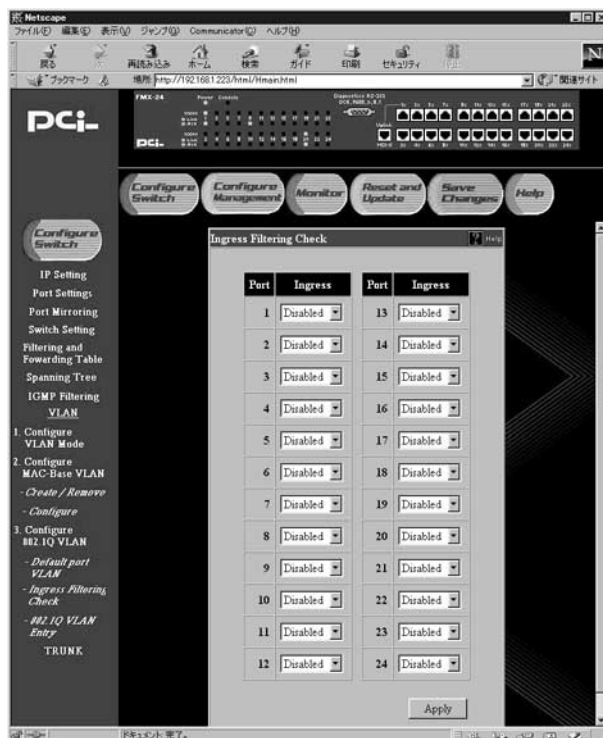 Netscape
ファイル(F) 編集(E) 表示(V) ジャンプ(G) Communicator(C) ヘルプ(H)
戻る 再読み込み ホーム 検索 ガイド 印刷 セキュリティ
N
ブックマーク 場所: http://192.168.1.223/html/Hmain.html 関連サイト
PCi
FMX-24 Power Console
PCi
Configure Switch
Configure Management
Monitor
Reset and Update
Save Changes
Help
Configure Switch
IP Setting
Port Settings
Port Mirroring
Switch Setting
Filtering and Fowarding Table
Spanning Tree
IGMP Filtering
VLAN
1. Configure VLAN Mode
2. Configure MAC-Base VLAN
- Create / Remove
- Configure
3. Configure 802.1Q VLAN
- Default port VLAN
- Ingress Filtering Check
- 802.1Q VLAN Entry
TRUNK
Ingress Filtering Check
Help
Port Ingress Port Ingress
1 Disabled 13 Disabled
2 Disabled 14 Disabled
3 Disabled 15 Disabled
4 Disabled 16 Disabled
5 Disabled 17 Disabled
6 Disabled 18 Disabled
7 Disabled 19 Disabled
8 Disabled 20 Disabled
9 Disabled 21 Disabled
10 Disabled 22 Disabled
11 Disabled 23 Disabled
12 Disabled 24 Disabled
Apply
ドキュメント: 完了。